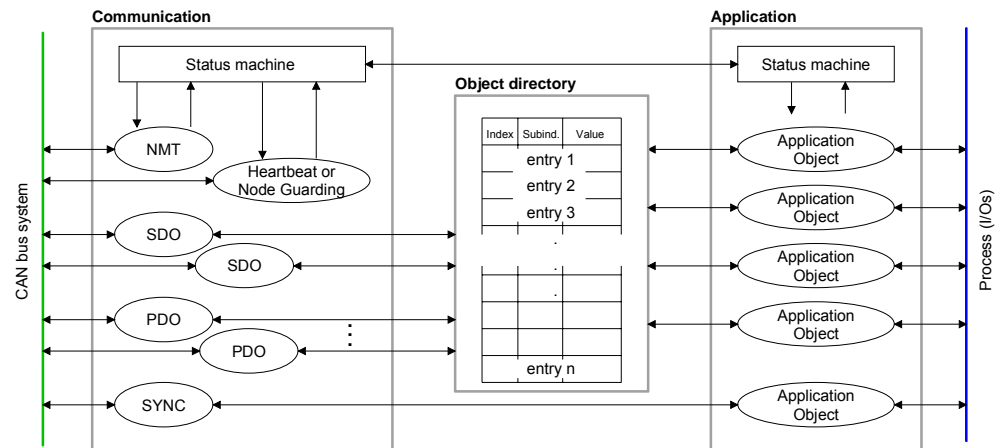 Communication
Application
Status machine
Status machine
Object directory
Index
Subind.
Value
NMT
Heartbeat or
Node Guarding
entry 1
entry 2
entry 3
.
.
entry n
Application
Object
Application
Object
SDO
SDO
Application
Object
PDO
PDO
Application
Object
SYNC
Application
Object
CAN bus system
Process (I/Os)